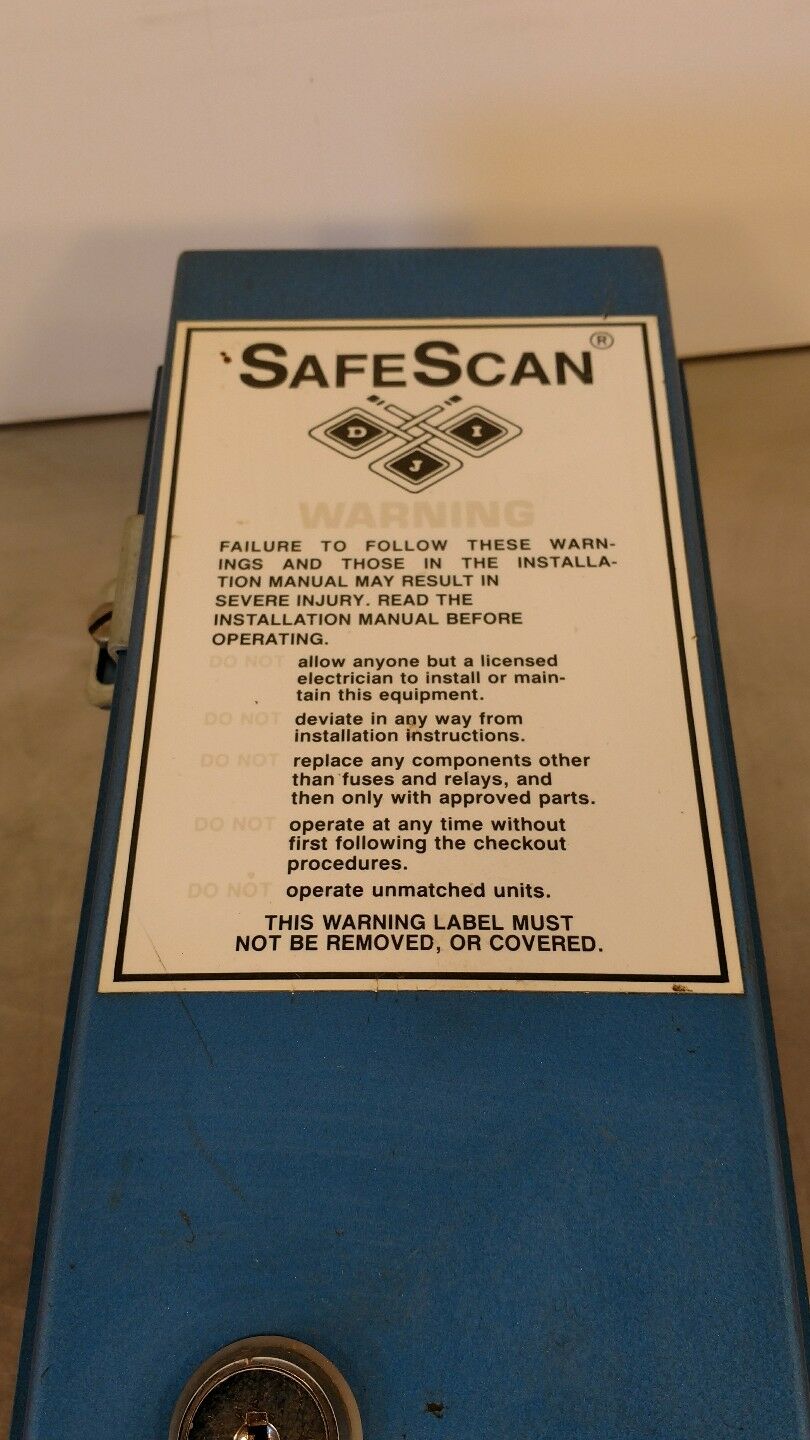 SAFESCAN®
D I
J
WARNING
FAILURE TO FOLLOW THESE WARN-
INGS AND THOSE IN THE INSTALLA-
TION MANUAL MAY RESULT IN
SEVERE INJURY. READ THE
INSTALLATION MANUAL BEFORE
OPERATING.
DO NOT allow anyone but a licensed
electrician to install or main-
tain this equipment.
DO NOT deviate in any way from
installation instructions.
DO NOT replace any components other
than fuses and relays, and
then only with approved parts.
DO NOT operate at any time without
first following the checkout
procedures.
DO NOT operate unmatched units.
THIS WARNING LABEL MUST
NOT BE REMOVED, OR COVERED.